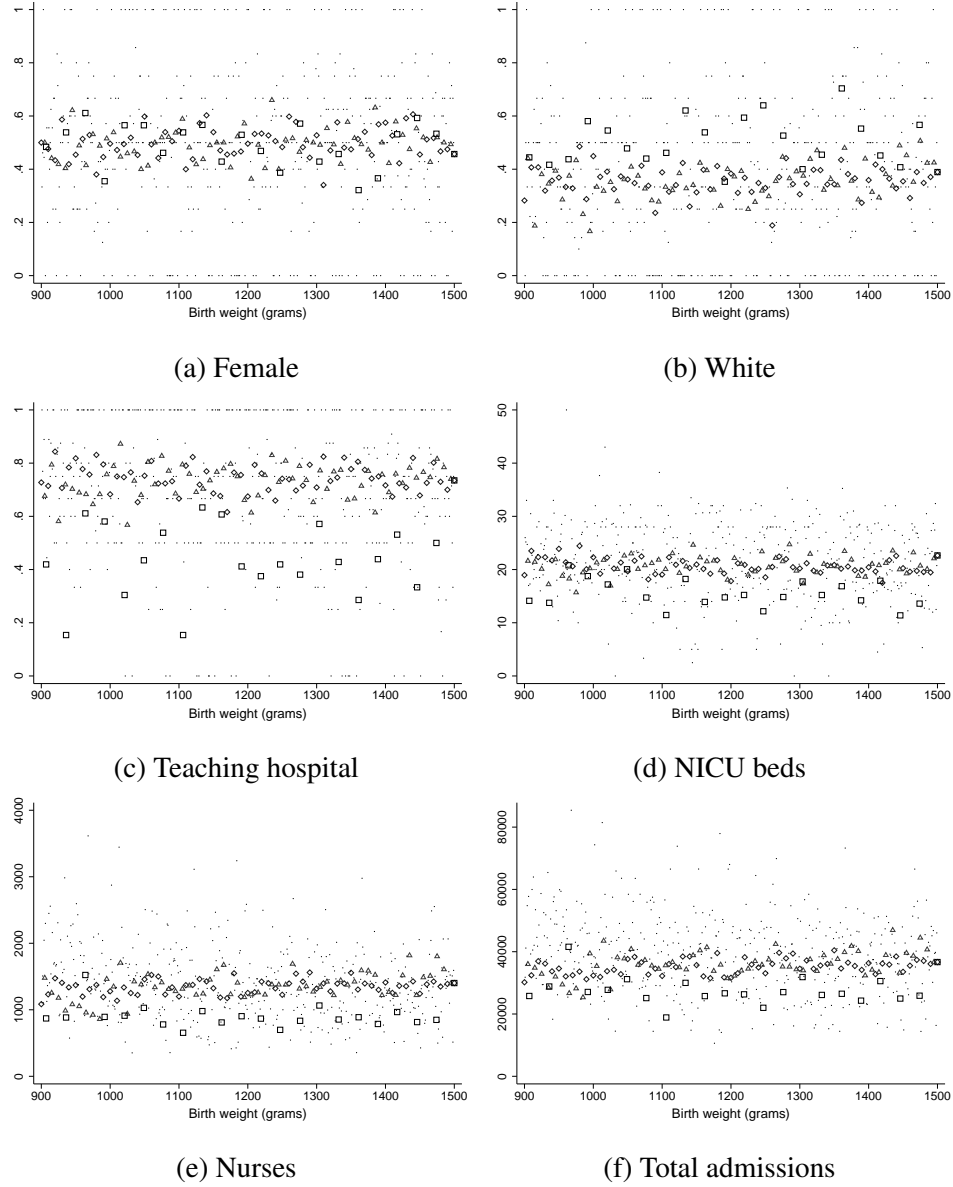 0 .2 .4 .6 .8 1
900 1000 1100 1200 1300 1400 1500
Birth weight (grams)
(a) Female
0 .2 .4 .6 .8 1
900 1000 1100 1200 1300 1400 1500
Birth weight (grams)
(b) White
0 .2 .4 .6 .8 1
900 1000 1100 1200 1300 1400 1500
Birth weight (grams)
(c) Teaching hospital
0 10 20 30 40 50
900 1000 1100 1200 1300 1400 1500
Birth weight (grams)
(d) NICU beds
0 1000 2000 3000 4000
900 1000 1100 1200 1300 1400 1500
Birth weight (grams)
(e) Nurses
0 20000 40000 60000 80000
900 1000 1100 1200 1300 1400 1500
Birth weight (grams)
(f) Total admissions